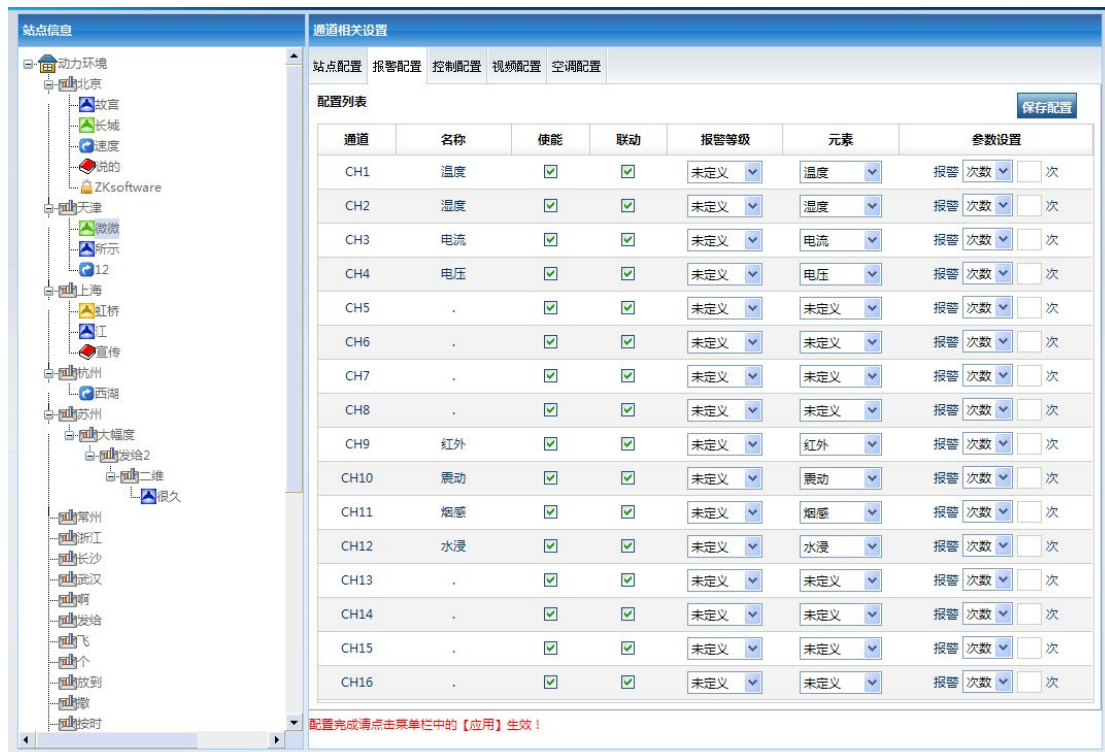 站点信息
动力环境
北京
故宫
长城
速度
说的
ZKsoftware
天津
微微
所示
12
上海
虹桥
江
宣传
杭州
西湖
苏州
大幅度
发给2
二维
很久
常州
浙江
长沙
武汉
啊
发给
飞
个
放到
撒
按时
通道相关设置
站点配置 报警配置 控制配置 视频配置 空调配置
配置列表 保存配置
通道 名称 使能 联动 报警等级 元素 参数设置
CH1 温度 未定义 温度 报警 次数 次
CH2 湿度 未定义 湿度 报警 次数 次
CH3 电流 未定义 电流 报警 次数 次
CH4 电压 未定义 电压 报警 次数 次
CH5 . 未定义 未定义 报警 次数 次
CH6 . 未定义 未定义 报警 次数 次
CH7 . 未定义 未定义 报警 次数 次
CH8 . 未定义 未定义 报警 次数 次
CH9 红外 未定义 红外 报警 次数 次
CH10 震动 未定义 震动 报警 次数 次
CH11 烟感 未定义 烟感 报警 次数 次
CH12 水浸 未定义 水浸 报警 次数 次
CH13 . 未定义 未定义 报警 次数 次
CH14 . 未定义 未定义 报警 次数 次
CH15 . 未定义 未定义 报警 次数 次
CH16 . 未定义 未定义 报警 次数 次
配置完成请点击菜单栏中的【应用】生效！